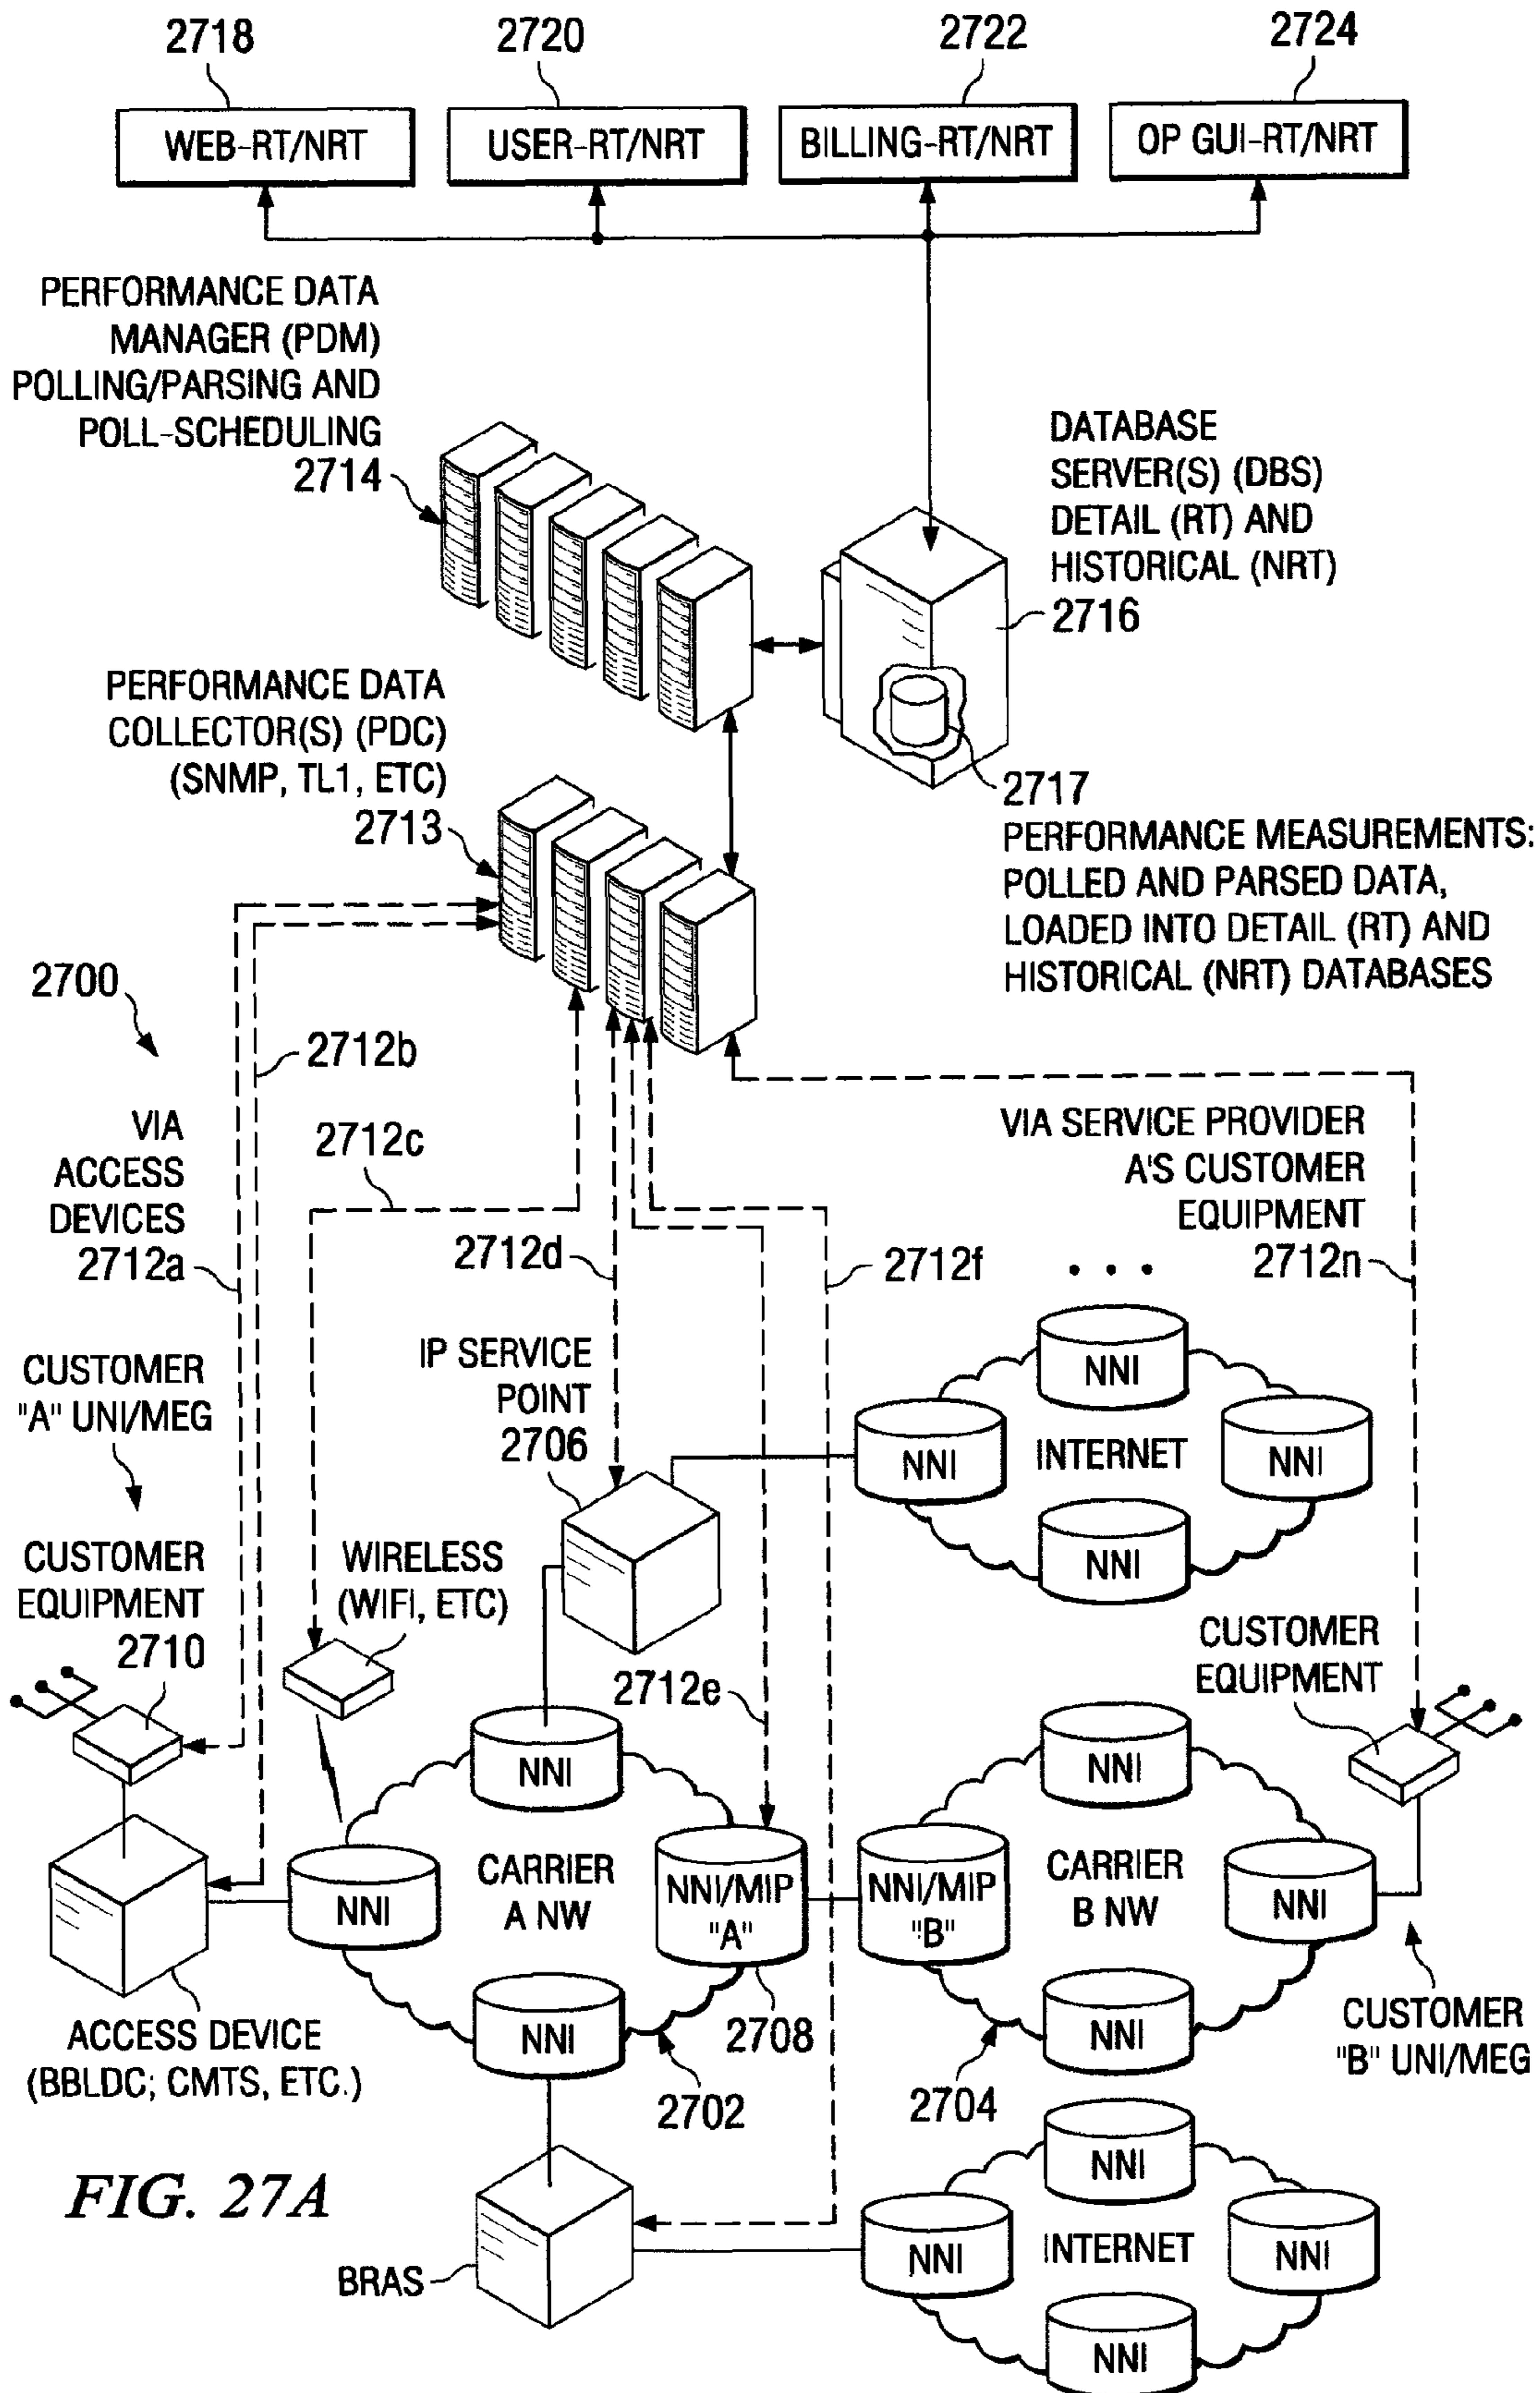 2718
2720
2722
2724
WEB-RT/NRT
USER-RT/NRT
BILLING-RT/NRT
OP GUI-RT/NRT
PERFORMANCE DATA
MANAGER (PDM)
POLLING/PARSING AND
POLL-SCHEDULING
2714
DATABASE
SERVER(S) (DBS)
DETAIL (RT) AND
HISTORICAL (NRT)
2716
PERFORMANCE DATA
COLLECTOR(S) (PDC)
(SNMP, TL1, ETC)
2713
2717
PERFORMANCE MEASUREMENTS:
POLLED AND PARSED DATA,
LOADED INTO DETAIL (RT) AND
HISTORICAL (NRT) DATABASES
2700
2712b
VIA
ACCESS
DEVICES
2712a
2712c
2712d
2712f
VIA SERVICE PROVIDER
A'S CUSTOMER
EQUIPMENT
2712n
• • •
CUSTOMER
"A" UNI/MEG
IP SERVICE
POINT
2706
NNI
NNI
INTERNET
NNI
NNI
CUSTOMER
EQUIPMENT
2710
WIRELESS
(WIFI, ETC)
2712e
CUSTOMER
EQUIPMENT
NNI
NNI
CARRIER
A NW
NNI/MIP
"A"
NNI
NNI
NNI/MIP
"B"
CARRIER
B NW
NNI
NNI
ACCESS DEVICE
(BBLDC; CMTS, ETC.)
2702
2708
2704
CUSTOMER
"B" UNI/MEG
FIG. 27A
BRAS
NNI
NNI
INTERNET
NNI
NNI